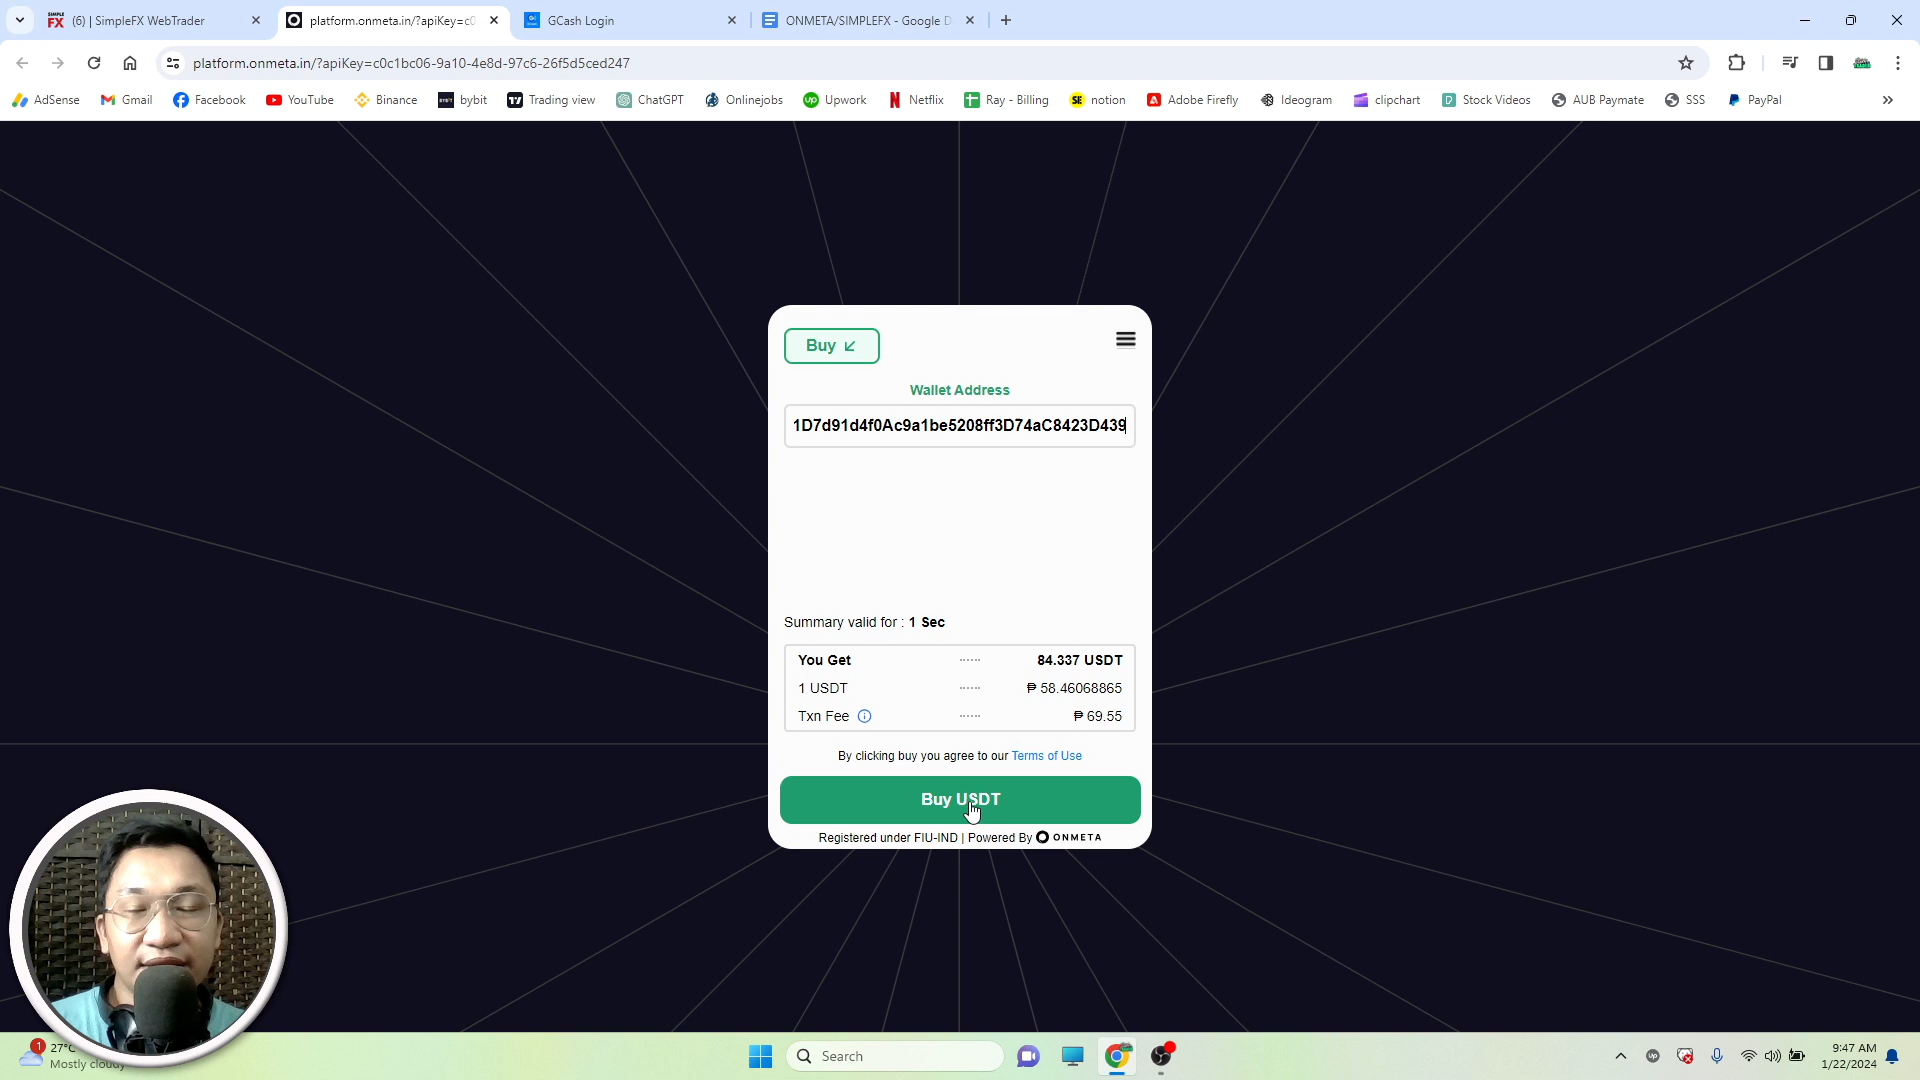 SIMPLE FX (6) | SimpleFX WebTrader
platform.onmeta.in/?apiKey=c0
GCash Login
ONMETA/SIMPLEFX - Google D
platform.onmeta.in/?apiKey=c0c1bc06-9a10-4e8d-97c6-26f5d5ced247
AdSense Gmail Facebook YouTube Binance bybit Trading view ChatGPT Onlinejobs Upwork Netflix Ray - Billing notion Adobe Firefly Ideogram clipchart Stock Videos AUB Paymate SSS PayPal
Buy
Wallet Address
1D7d91d4f0Ac9a1be5208ff3D74aC8423D439
Summary valid for : 1 Sec
You Get ...... 84.337 USDT
1 USDT ...... ₱ 58.46068865
Txn Fee ...... ₱ 69.55
By clicking buy you agree to our Terms of Use
Buy USDT
Registered under FIU-IND | Powered By ONMETA
1
27°C
Mostly cloudy
Search
9:47 AM
1/22/2024